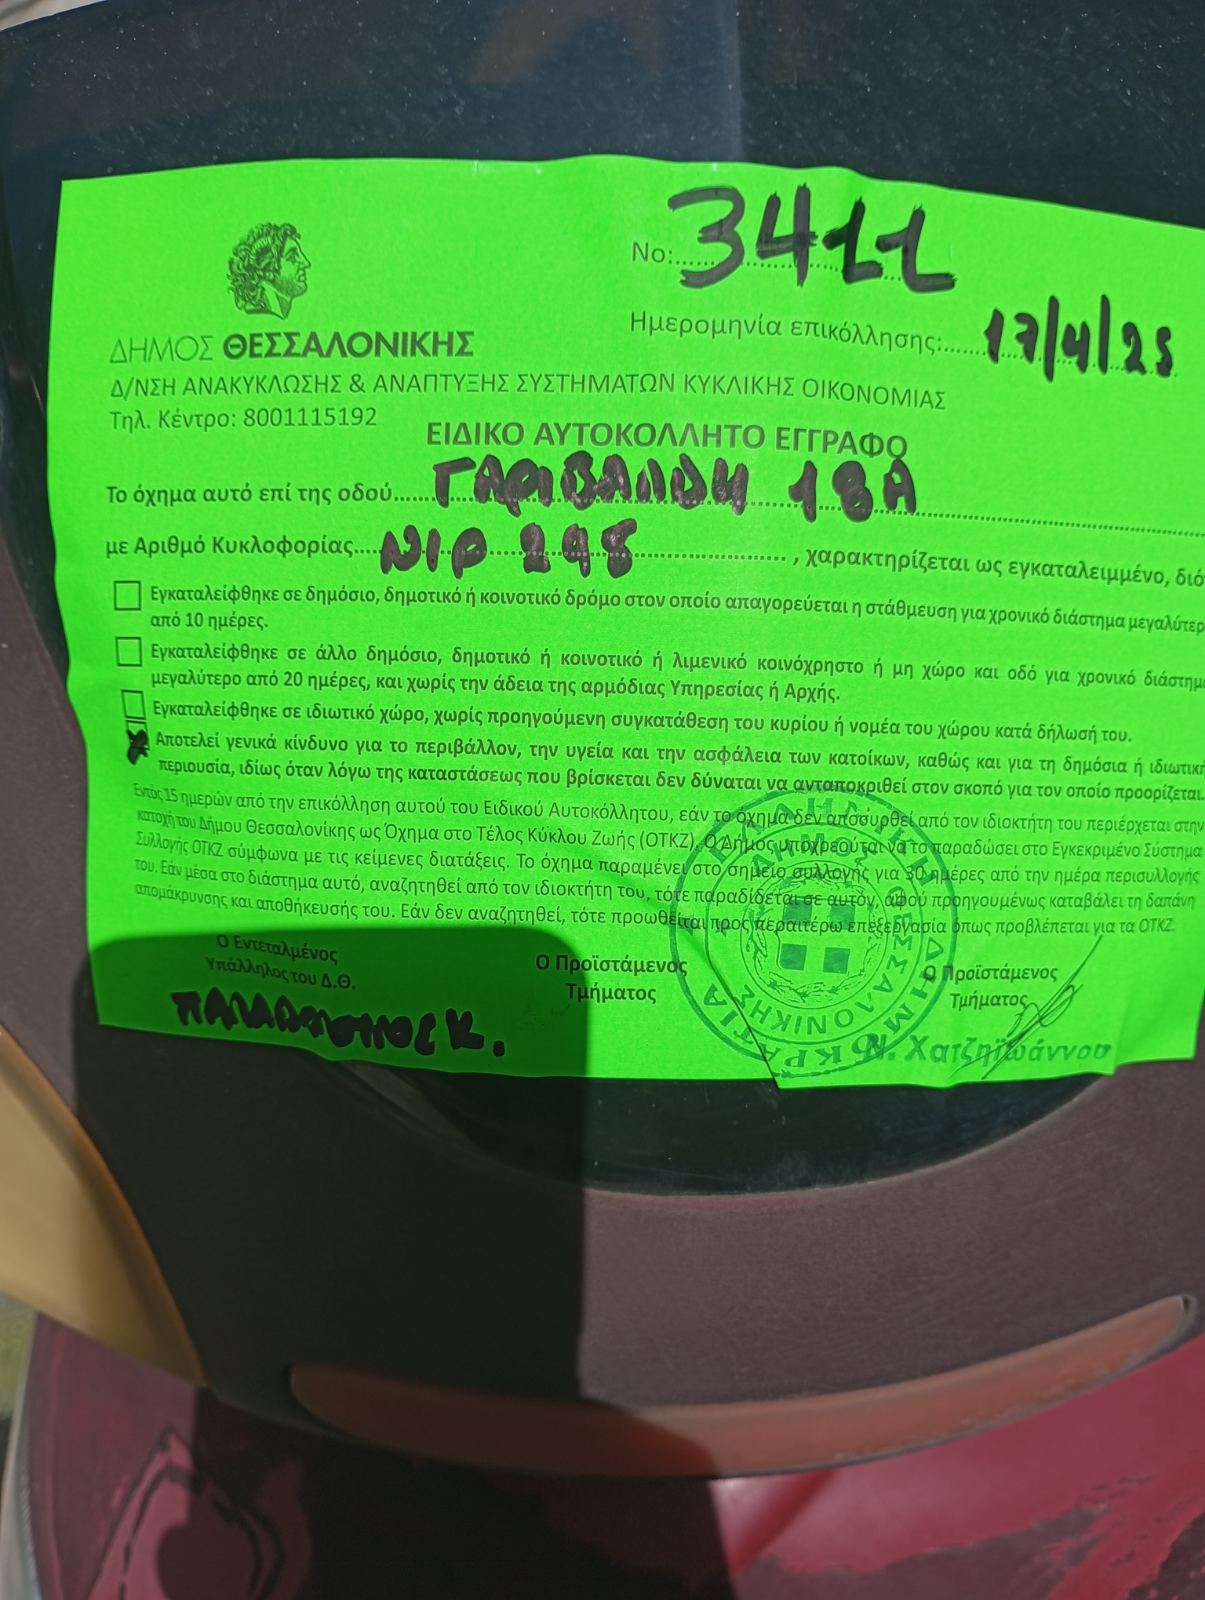 Νο: 3411
Ημερομηνία επικόλλησης: 17/4/25
ΔΗΜΟΣ ΘΕΣΣΑΛΟΝΙΚΗΣ
Δ/ΝΣΗ ΑΝΑΚΥΚΛΩΣΗΣ & ΑΝΑΠΤΥΞΗΣ ΣΥΣΤΗΜΑΤΩΝ ΚΥΚΛΙΚΗΣ ΟΙΚΟΝΟΜΙΑΣ
Τηλ. Κέντρο: 8001115192
ΕΙΔΙΚΟ ΑΥΤΟΚΟΛΛΗΤΟ ΕΓΓΡΑΦΟ
Το όχημα αυτό επί της οδού ΓΑΡΙΒΑΛΔΗ 18Α
με Αριθμό Κυκλοφορίας ΝΙΡ 295 , χαρακτηρίζεται ως εγκαταλειμμένο, διό
Εγκαταλείφθηκε σε δημόσιο, δημοτικό ή κοινοτικό δρόμο στον οποίο απαγορεύεται η στάθμευση για χρονικό διάστημα μεγαλύτερ
από 10 ημέρες.
Εγκαταλείφθηκε σε άλλο δημόσιο, δημοτικό ή κοινοτικό ή λιμενικό κοινόχρηστο ή μη χώρο και οδό για χρονικό διάστημ
μεγαλύτερο από 20 ημέρες, και χωρίς την άδεια της αρμόδιας Υπηρεσίας ή Αρχής.
Εγκαταλείφθηκε σε ιδιωτικό χώρο, χωρίς προηγούμενη συγκατάθεση του κυρίου ή νομέα του χώρου κατά δήλωσή του.
Αποτελεί γενικά κίνδυνο για το περιβάλλον, την υγεία και την ασφάλεια των κατοίκων, καθώς και για τη δημόσια ή ιδιωτική
περιουσία, ιδίως όταν λόγω της καταστάσεως που βρίσκεται δεν δύναται να ανταποκριθεί στον σκοπό για τον οποίο προορίζεται.
Εντός 15 ημερών από την επικόλληση αυτού του Ειδικού Αυτοκόλλητου, εάν το όχημα δεν αποσυρθεί από τον ιδιοκτήτη του περιέρχεται στην
κατοχή του Δήμου Θεσσαλονίκης ως Όχημα στο Τέλος Κύκλου Ζωής (ΟΤΚΖ). Ο Δήμος υποχρεούται να το παραδώσει στο Εγκεκριμένο Σύστημα
Συλλογής ΟΤΚΖ σύμφωνα με τις κείμενες διατάξεις. Το όχημα παραμένει στο σημείο συλλογής για 30 ημέρες από την ημέρα περισυλλογής
του. Εάν μέσα στο διάστημα αυτό, αναζητηθεί από τον ιδιοκτήτη του, τότε παραδίδεται σε αυτόν, αφού προηγουμένως καταβάλει τη δαπάνη
απομάκρυνσης και αποθήκευσής του. Εάν δεν αναζητηθεί, τότε προωθείται προς περαιτέρω επεξεργασία όπως προβλέπεται για τα ΟΤΚΖ.
Ο Εντεταλμένος
Υπάλληλος του Δ.Θ.
Ο Προϊστάμενος
Τμήματος
Ο Προϊστάμενος
Τμήματος
Κ.
Ν. Χατζηϊωάννου
ΕΛΛΗΝΙΚΗ ΔΗΜΟΚΡΑΤΙΑ
ΔΗΜΟΣ ΘΕΣΣΑΛΟΝΙΚΗΣ